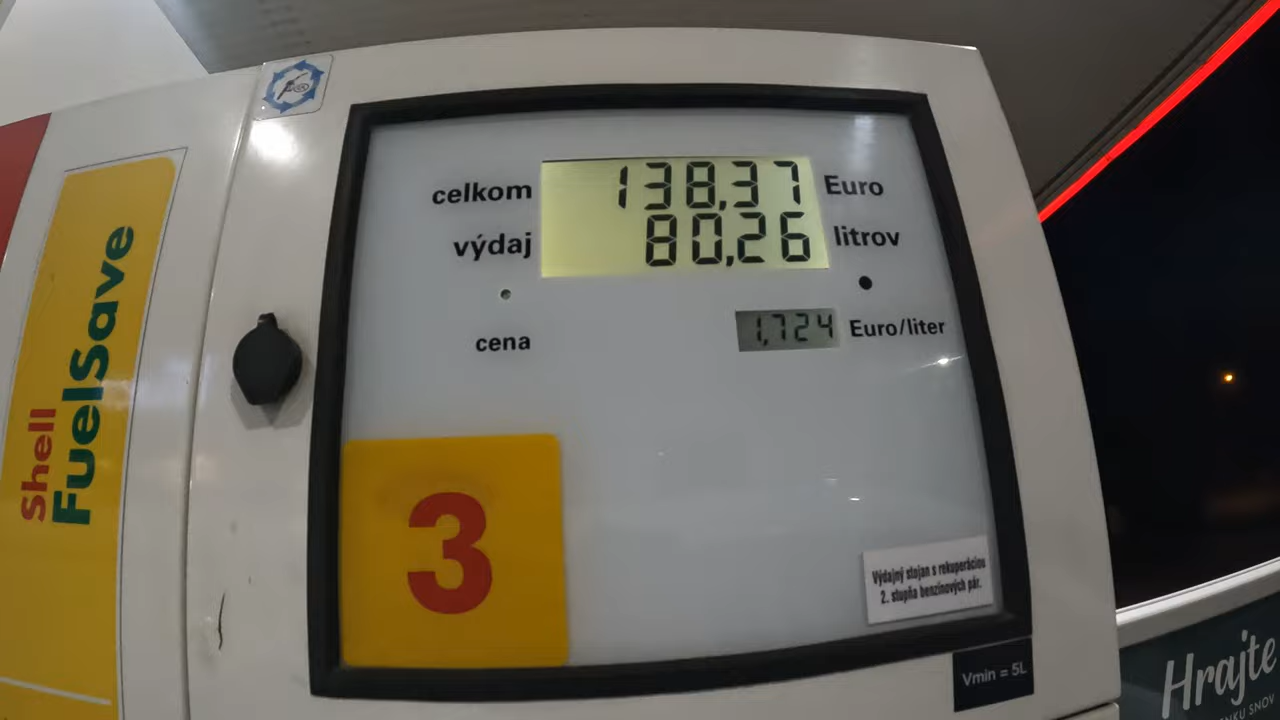 Shell
FuelSave
celkom 138,37 Euro
výdaj 80,26 litrov
cena 1,724 Euro/liter
3
Výdajný stojan s rekuperáciou
2. stupňa benzínových pár.
Vmin = 5L
Hrajte
SNOV